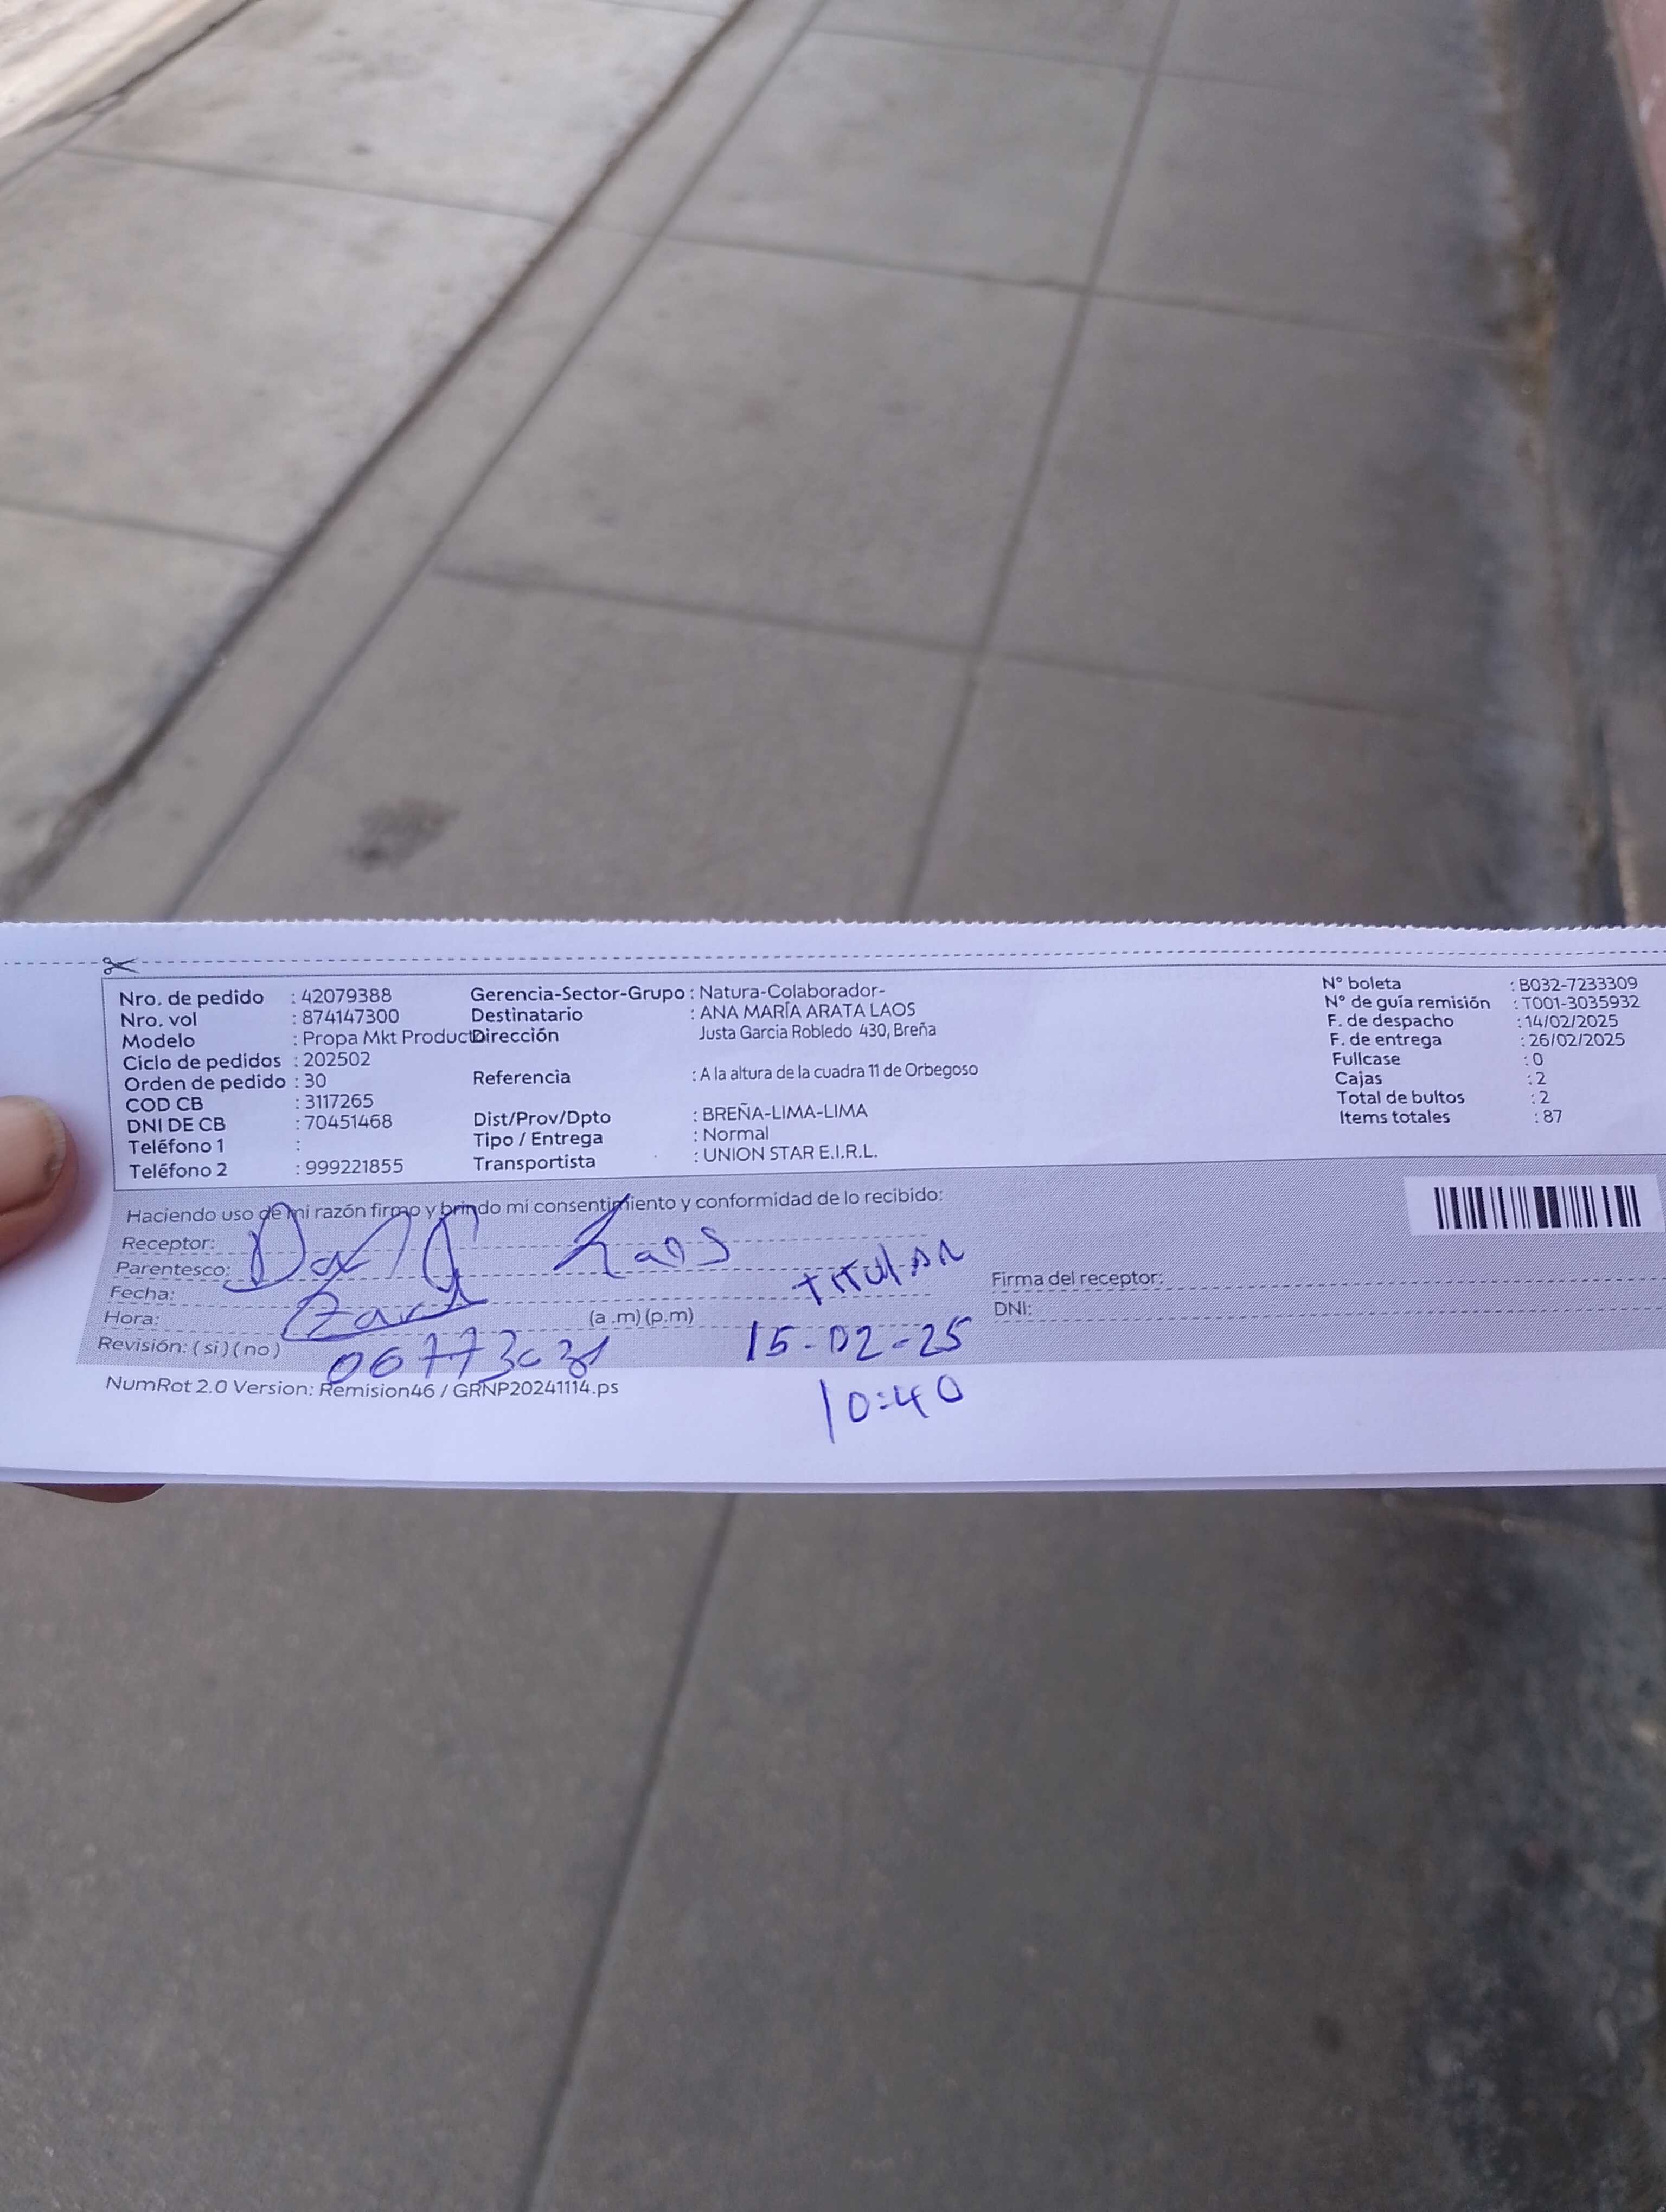 Nro. de pedido : 42079388
Nro. vol : 874147300
Modelo : Propa Mkt Product
Ciclo de pedidos : 202502
Orden de pedido : 30
COD CB : 3117265
DNI DE CB : 70451468
Teléfono 1 :
Teléfono 2 : 999221855
Gerencia-Sector-Grupo : Natura-Colaborador-
Destinatario : ANA MARÍA ARATA LAOS
Dirección Justa Garcia Robledo 430, Breña
Referencia : A la altura de la cuadra 11 de Orbegoso
Dist/Prov/Dpto : BREÑA-LIMA-LIMA
Tipo / Entrega : Normal
Transportista : UNION STAR E.I.R.L.
N° boleta : B032-7233309
N° de guía remisión : T001-3035932
F. de despacho : 14/02/2025
F. de entrega : 26/02/2025
Fullcase : 0
Cajas : 2
Total de bultos : 2
Items totales : 87
Haciendo uso de mi razón firmo y brindo mi consentimiento y conformidad de lo recibido:
Receptor:
Laos
Parentesco:
TITULAR
Fecha:
Hora: (a .m) (p.m)
15-02-25
Revisión: ( si ) ( no )
10:40
Firma del receptor:
DNI:
NumRot 2.0 Version: Remision46 / GRNP20241114.ps